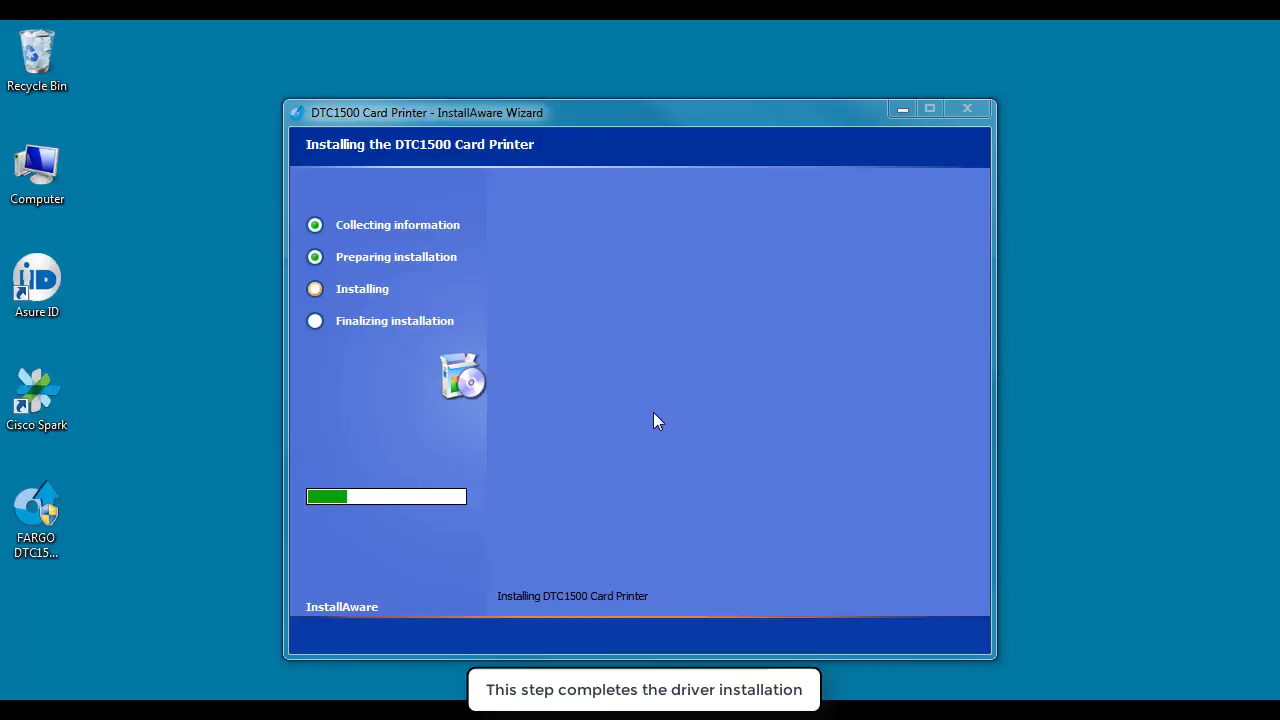 Recycle Bin
Computer
Asure ID
Cisco Spark
FARGO
DTC15...
DTC1500 Card Printer - InstallAware Wizard
Installing the DTC1500 Card Printer
Collecting information
Preparing installation
Installing
Finalizing installation
Installing DTC1500 Card Printer
InstallAware
This step completes the driver installation